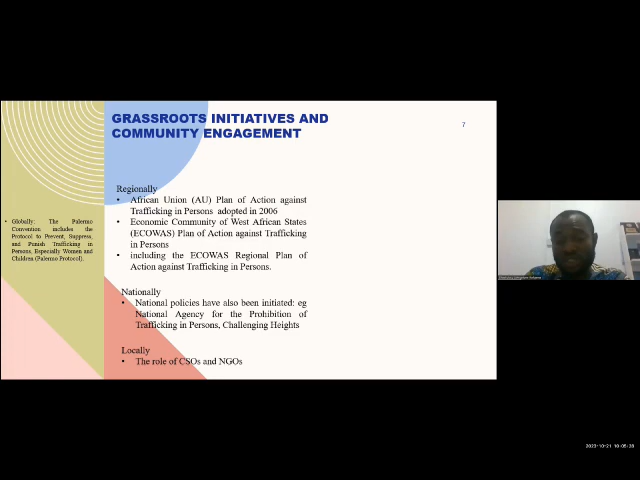 GRASSROOTS INITIATIVES AND
COMMUNITY ENGAGEMENT
7
• Globally: The Palermo
Convention includes the
Protocol to Prevent, Suppress,
and Punish Trafficking in
Persons, Especially Women and
Children (Palermo Protocol).
Regionally
• African Union (AU) Plan of Action against
Trafficking in Persons adopted in 2006
• Economic Community of West African States
(ECOWAS) Plan of Action against Trafficking
in Persons
• including the ECOWAS Regional Plan of
Action against Trafficking in Persons.
Nationally
• National policies have also been initiated: eg
National Agency for the Prohibition of
Trafficking in Persons, Challenging Heights
Locally
• The role of CSOs and NGOs